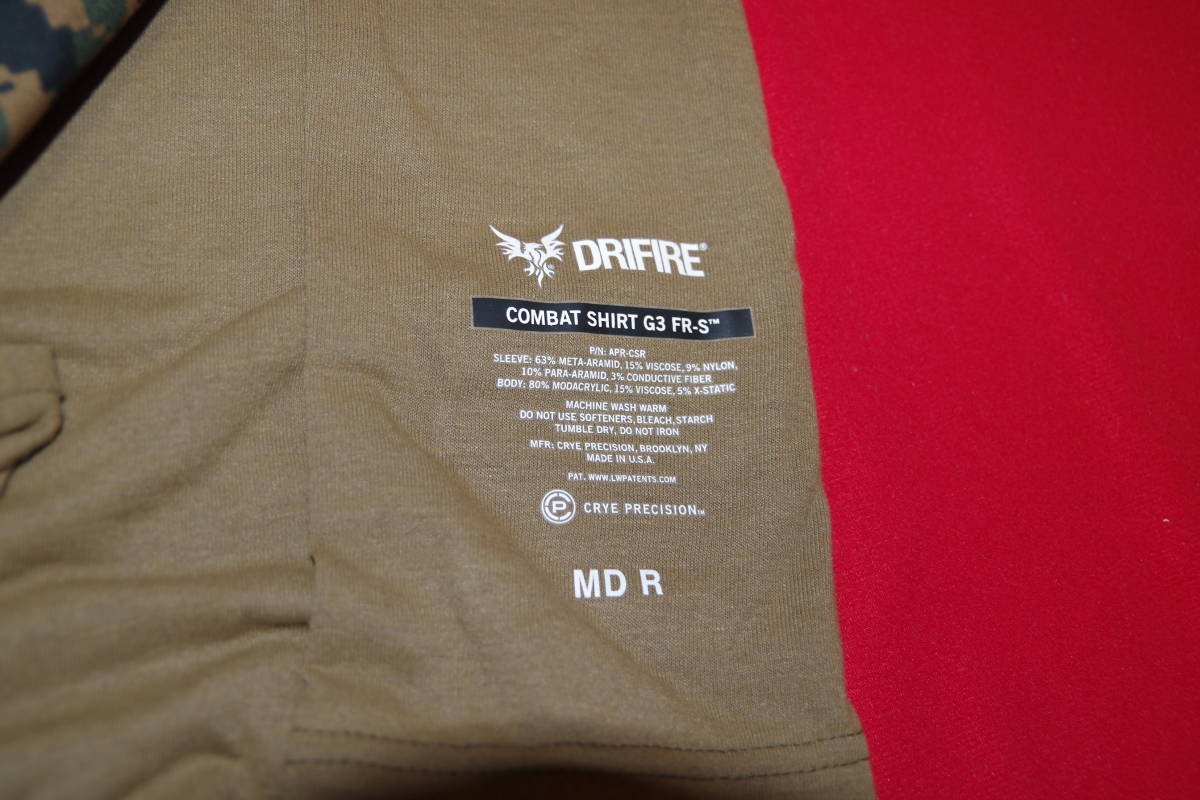 DRIFIRE®
COMBAT SHIRT G3 FR-S™
P/N: APR-CSR
SLEEVE: 63% META-ARAMID, 15% VISCOSE, 9% NYLON,
10% PARA-ARAMID, 3% CONDUCTIVE FIBER
BODY: 80% MODACRYLIC, 15% VISCOSE, 5% X-STATIC
MACHINE WASH WARM
DO NOT USE SOFTENERS, BLEACH, STARCH
TUMBLE DRY, DO NOT IRON
MFR: CRYE PRECISION, BROOKLYN, NY
MADE IN U.S.A.
PAT. WWW.LWPATENTS.COM
P CRYE PRECISION™
MD R